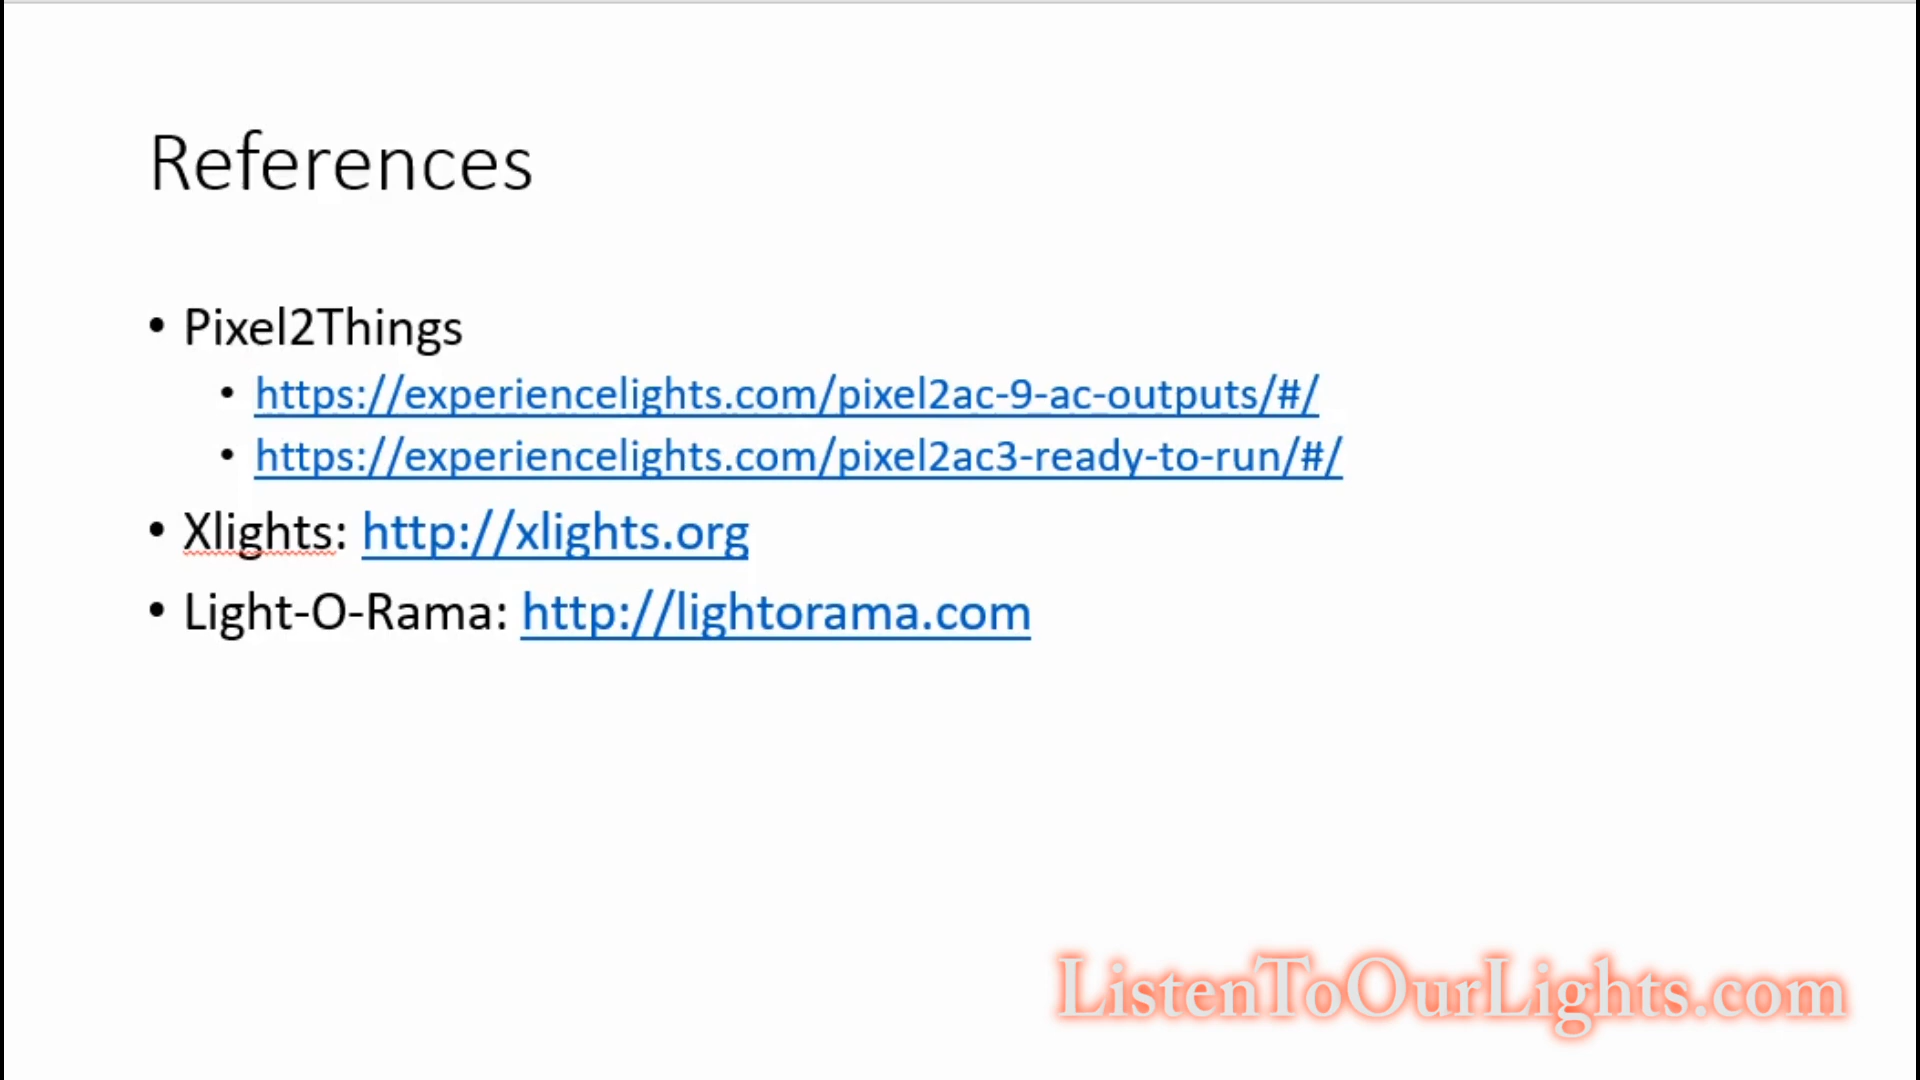 References
• Pixel2Things
• https://experiencelights.com/pixel2ac-9-ac-outputs/#/
• https://experiencelights.com/pixel2ac3-ready-to-run/#/
• Xlights: http://xlights.org
• Light-O-Rama: http://lightorama.com
ListenToOurLights.com